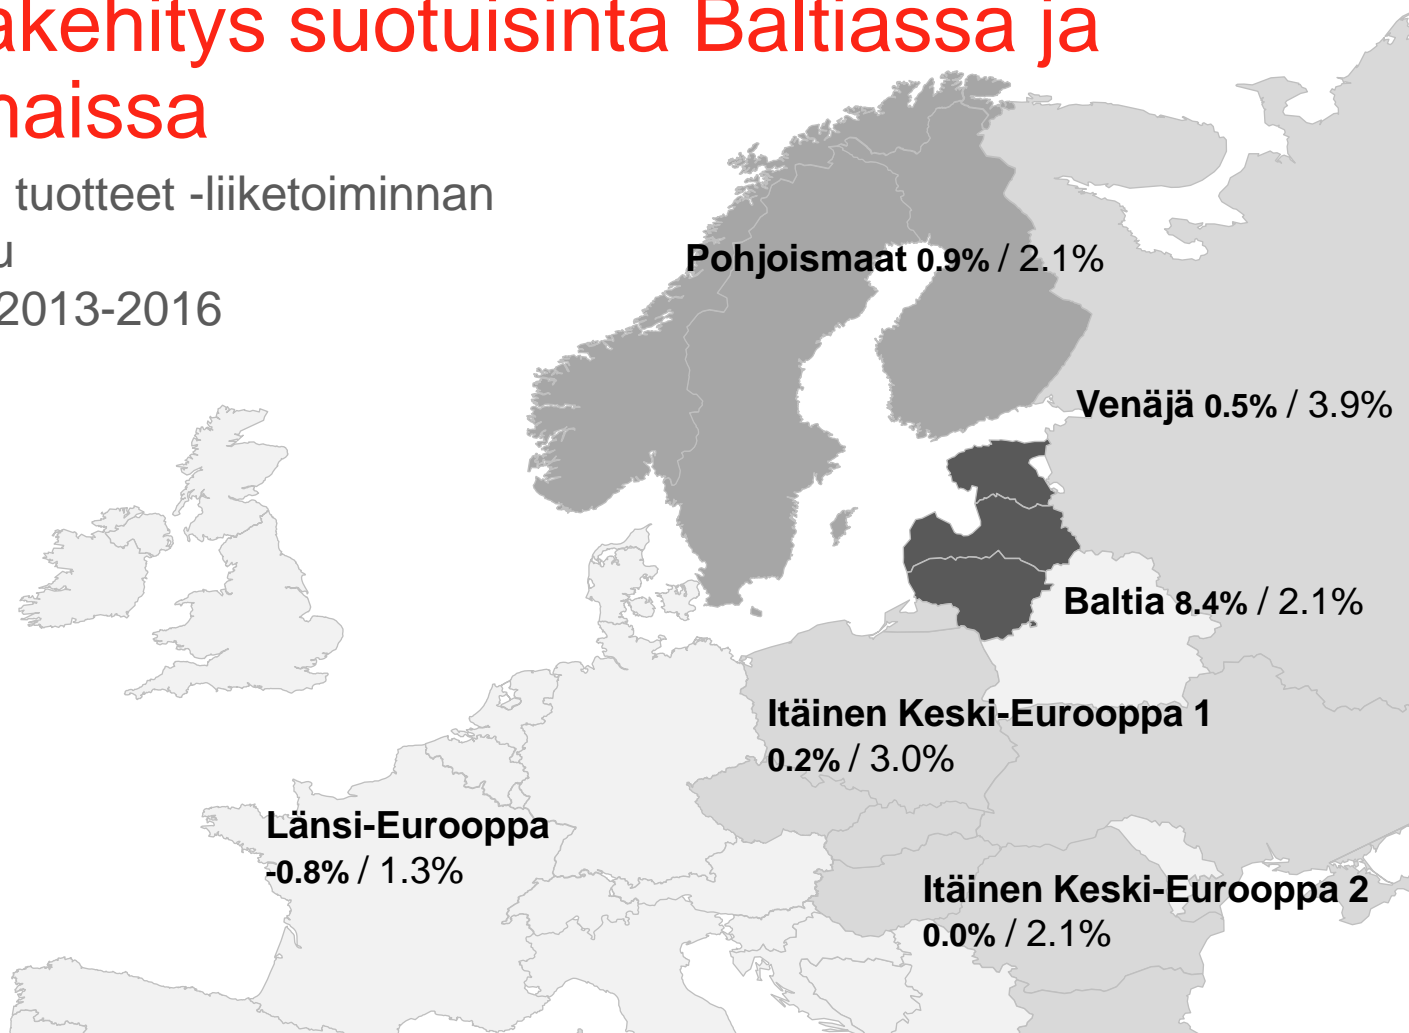 akehitys suotuisinta Baltiassa ja
naissa
tuotteet -liiketoiminnan
u
2013-2016
Pohjoismaat 0.9% / 2.1%
Venäjä 0.5% / 3.9%
Baltia 8.4% / 2.1%
Itäinen Keski-Eurooppa 1
0.2% / 3.0%
Länsi-Eurooppa
-0.8% / 1.3%
Itäinen Keski-Eurooppa 2
0.0% / 2.1%